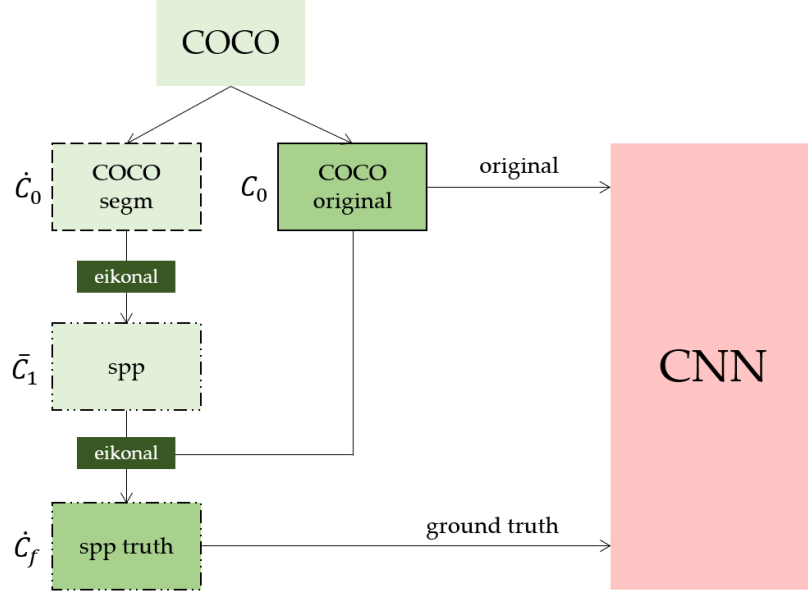 COCO
Ċ₀
COCO
segm
C₀
COCO
original
original
eikonal
C̄₁
spp
CNN
eikonal
Ċf
spp truth
ground truth